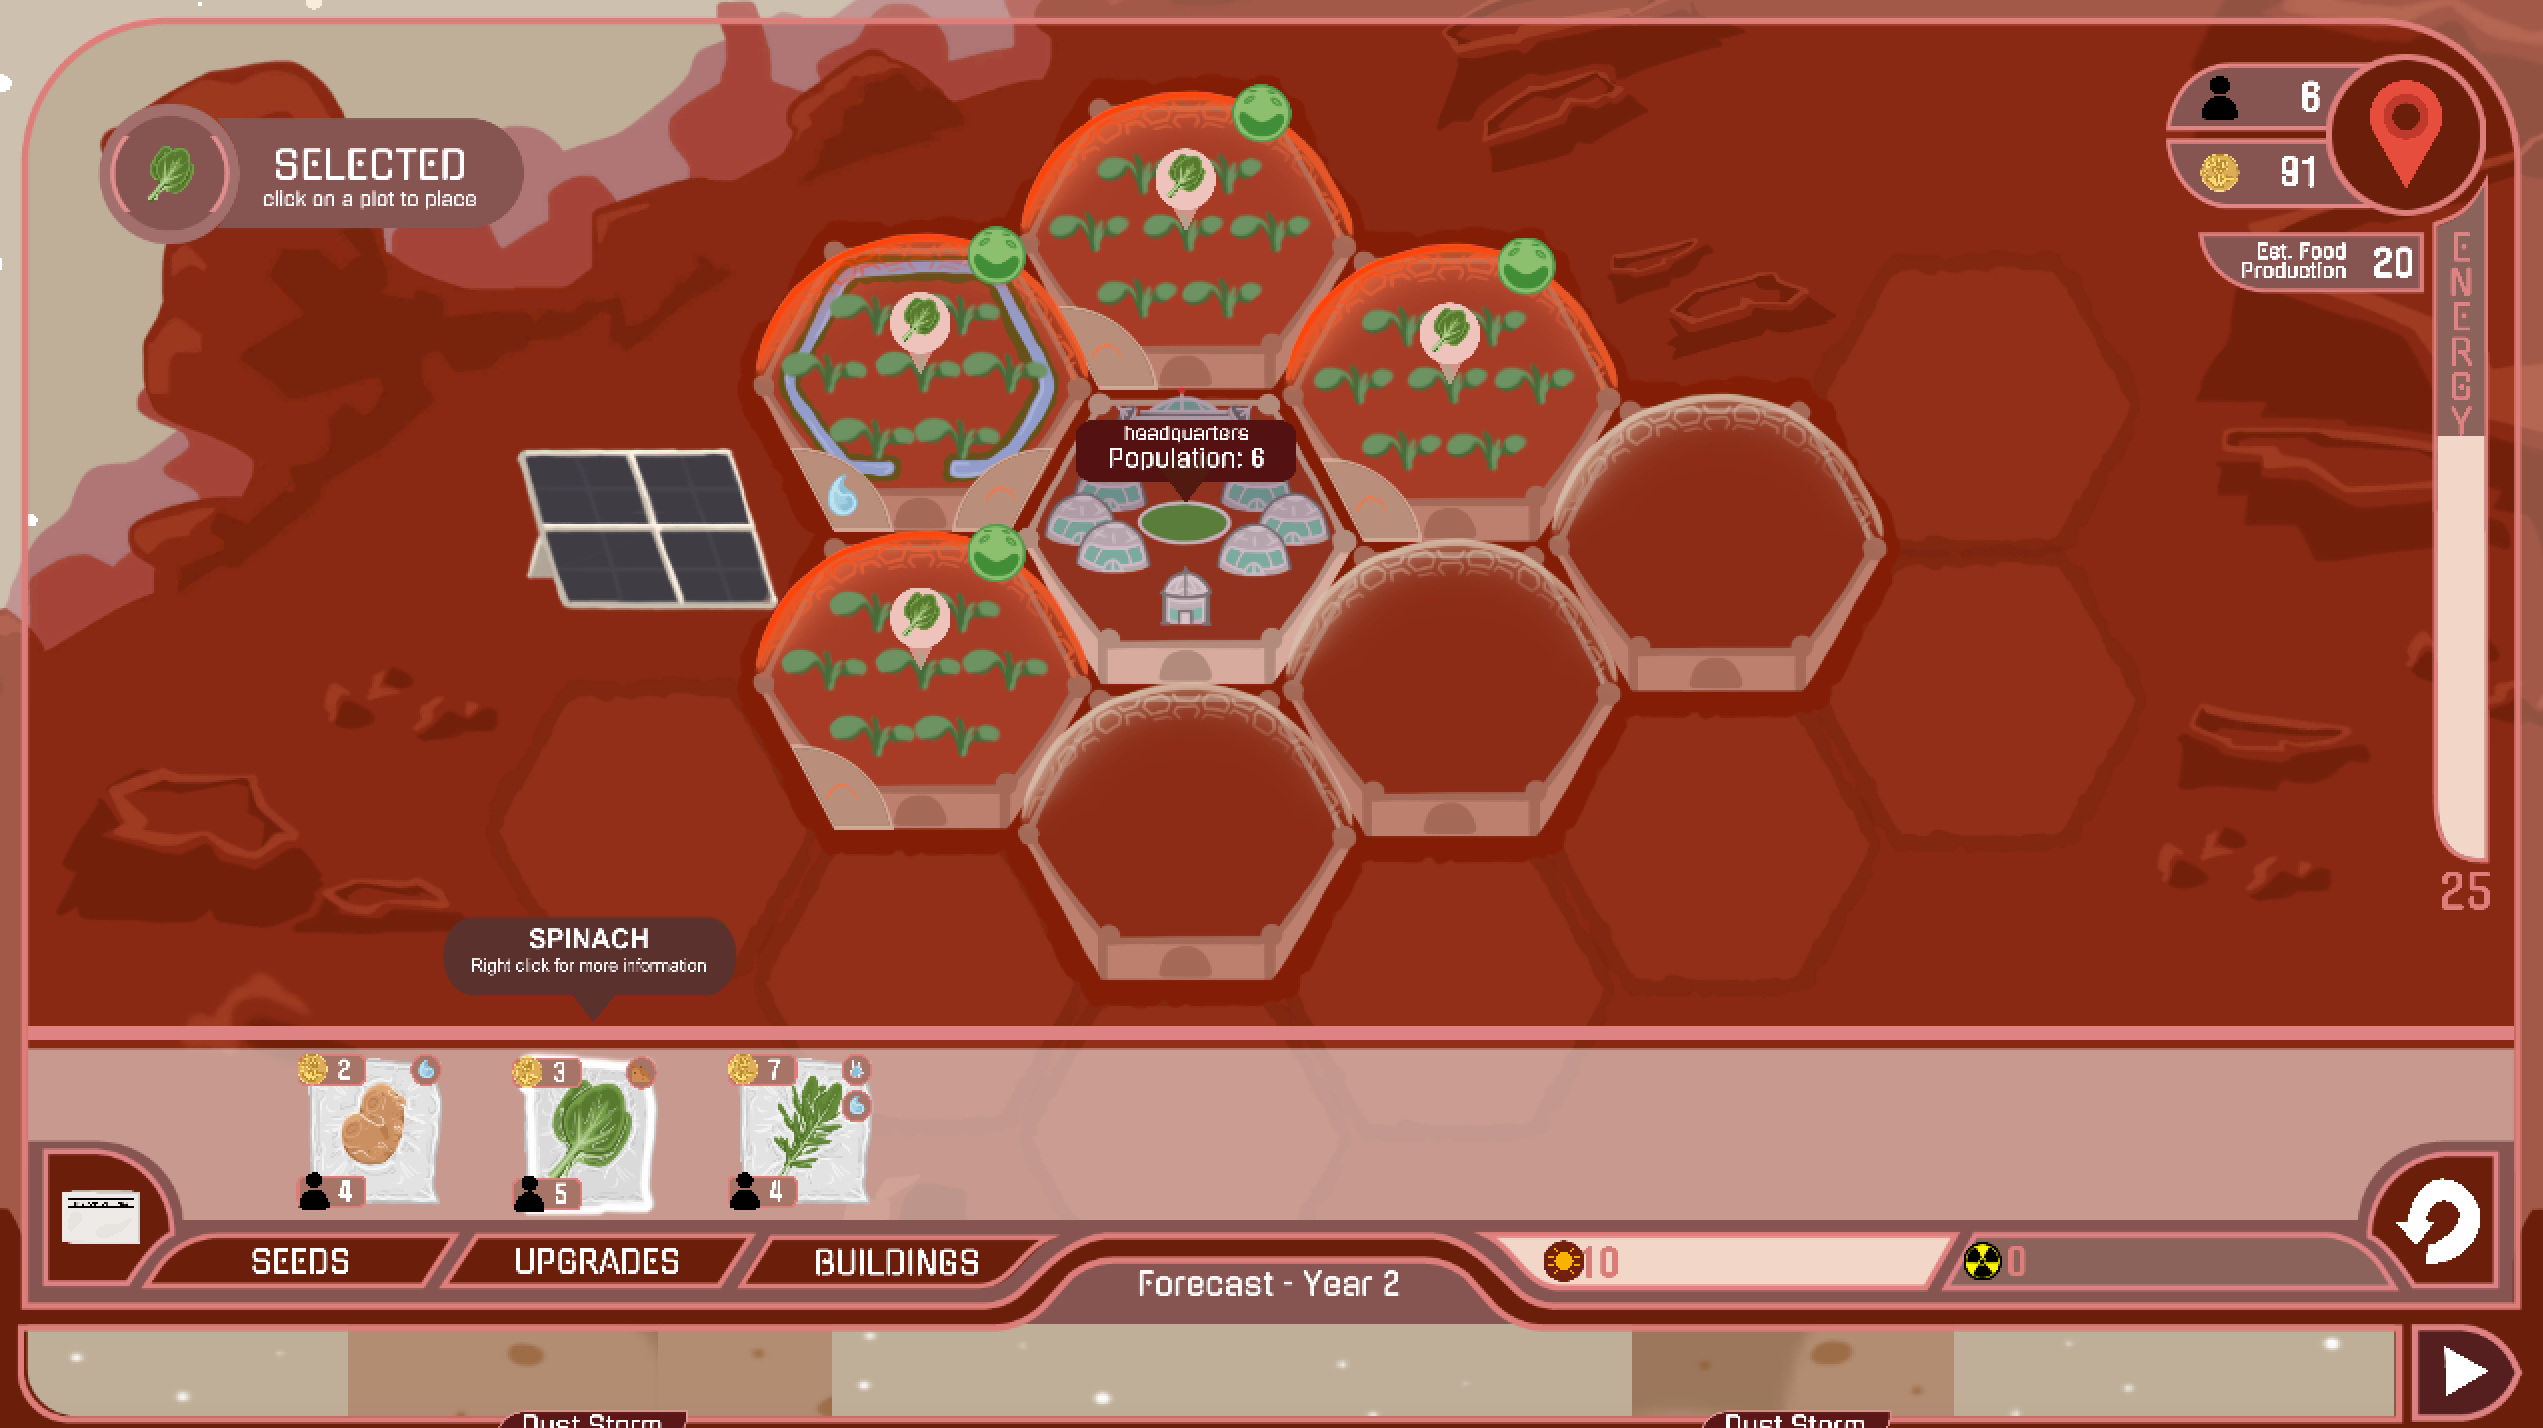 SELECTED
click on a plot to place
6
91
Est. Food
Production 20
ENERGY
25
headquarters
Population: 6
SPINACH
Right click for more information
2
4
3
5
7
4
SEEDS
UPGRADES
BUILDINGS
Forecast - Year 2
10
0
Dust Storm
Dust Storm